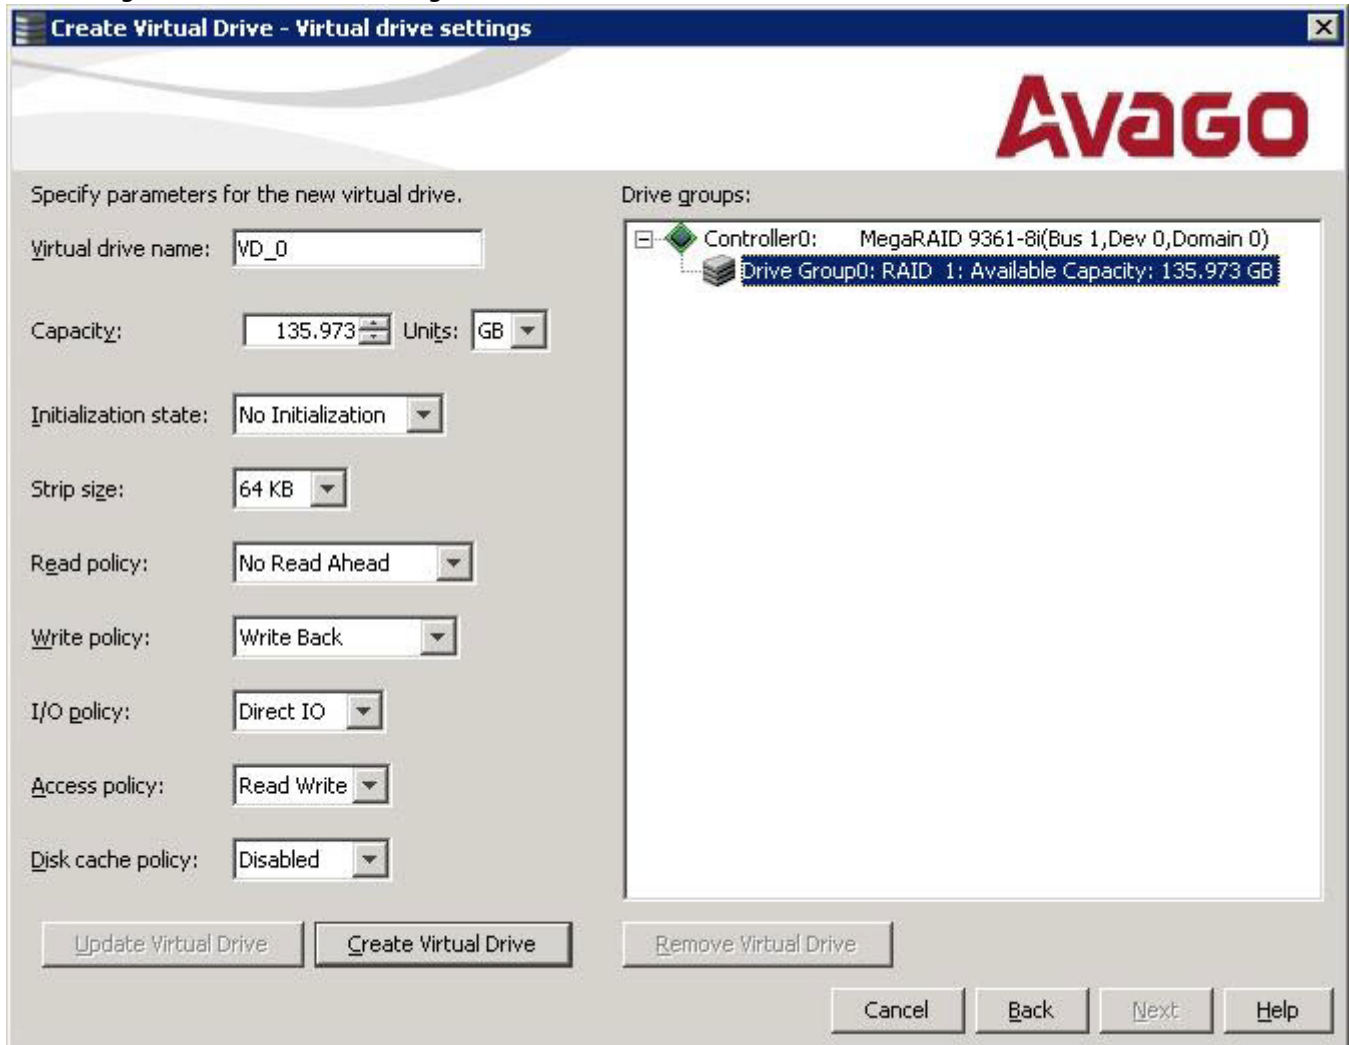 Create Virtual Drive - Virtual drive settings
AVAGO
Specify parameters for the new virtual drive.
Virtual drive name: VD_0
Capacity: 135.973 Units: GB
Initialization state: No Initialization
Strip size: 64 KB
Read policy: No Read Ahead
Write policy: Write Back
I/O policy: Direct IO
Access policy: Read Write
Disk cache policy: Disabled
Drive groups:
Controller0: MegaRAID 9361-8i(Bus 1,Dev 0,Domain 0)
Drive Group0: RAID 1: Available Capacity: 135.973 GB
Update Virtual Drive Create Virtual Drive Remove Virtual Drive
Cancel Back Next Help